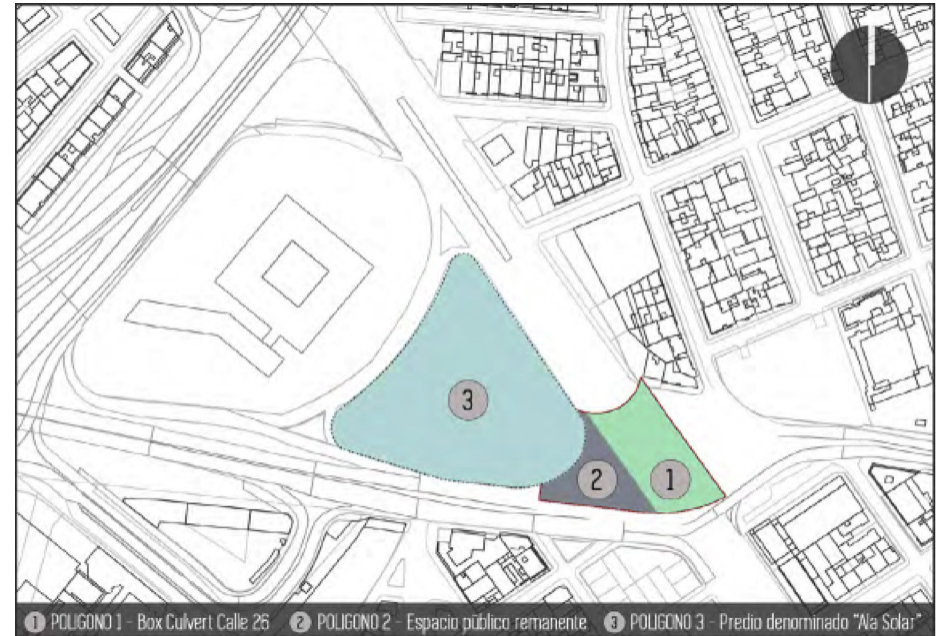 3
2
1
1 POLIGONO 1 - Box Culvert Calle 26 2 POLIGONO 2 - Espacio público remanente 3 POLIGONO 3 - Predio denominado "Ala Solar"